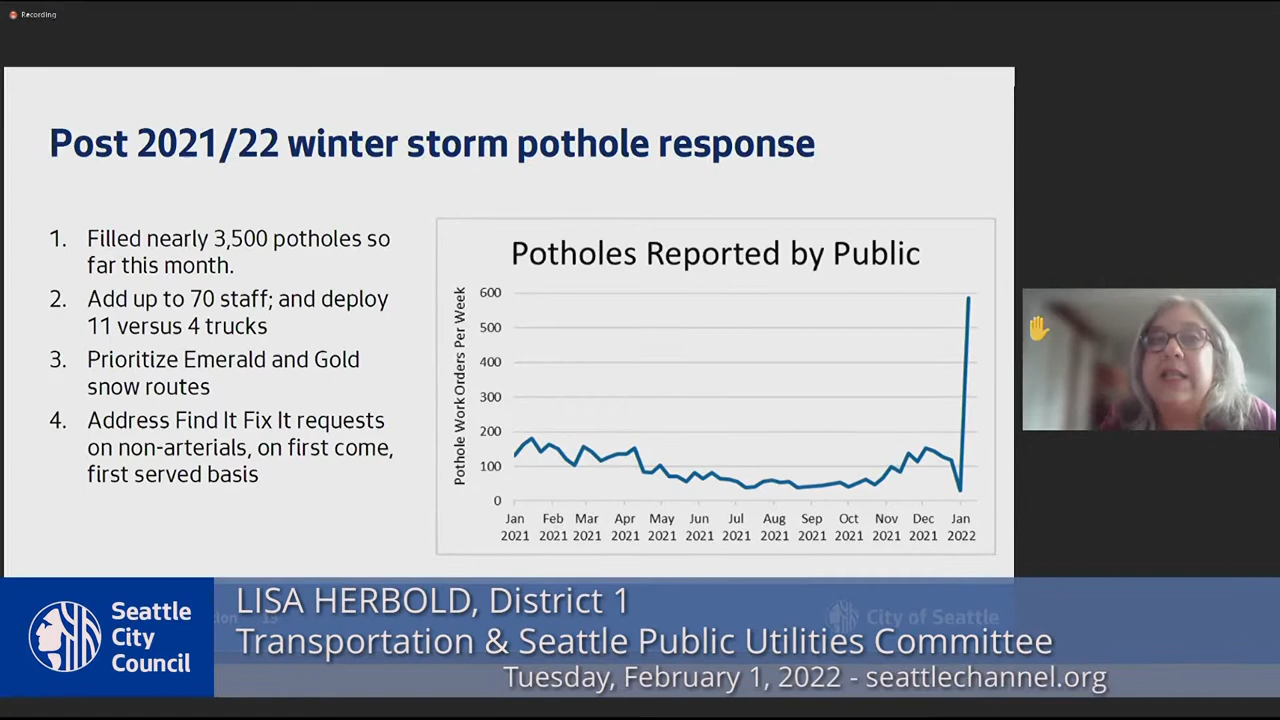 Recording
Post 2021/22 winter storm pothole response
1. Filled nearly 3,500 potholes so
far this month.
2. Add up to 70 staff; and deploy
11 versus 4 trucks
3. Prioritize Emerald and Gold
snow routes
4. Address Find It Fix It requests
on non-arterials, on first come,
first served basis
Potholes Reported by Public
Pothole Work Orders Per Week
600
500
400
300
200
100
0
Jan Feb Mar Apr May Jun Jul Aug Sep Oct Nov Dec Jan
2021 2021 2021 2021 2021 2021 2021 2021 2021 2021 2021 2021 2022
City of Seattle
Seattle
City
Council
LISA HERBOLD, District 1
Transportation & Seattle Public Utilities Committee
Tuesday, February 1, 2022 - seattlechannel.org